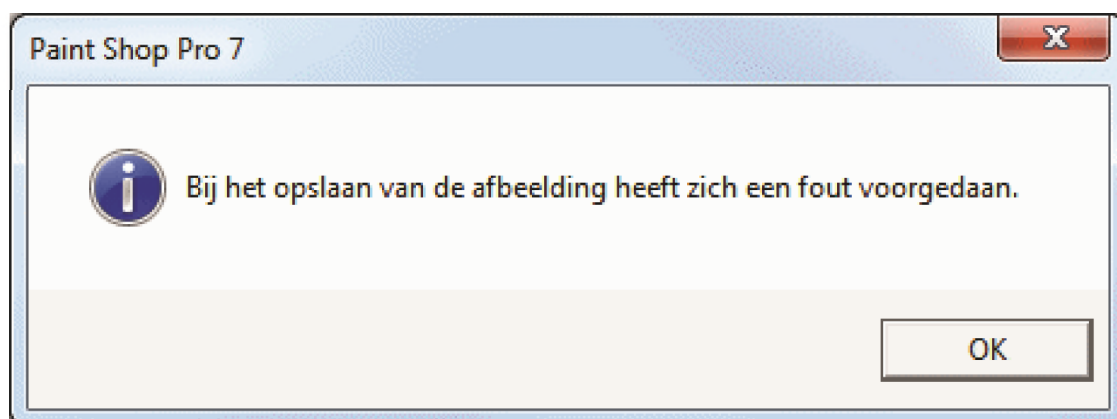 Paint Shop Pro 7
Bij het opslaan van de afbeelding heeft zich een fout voorgedaan.
OK